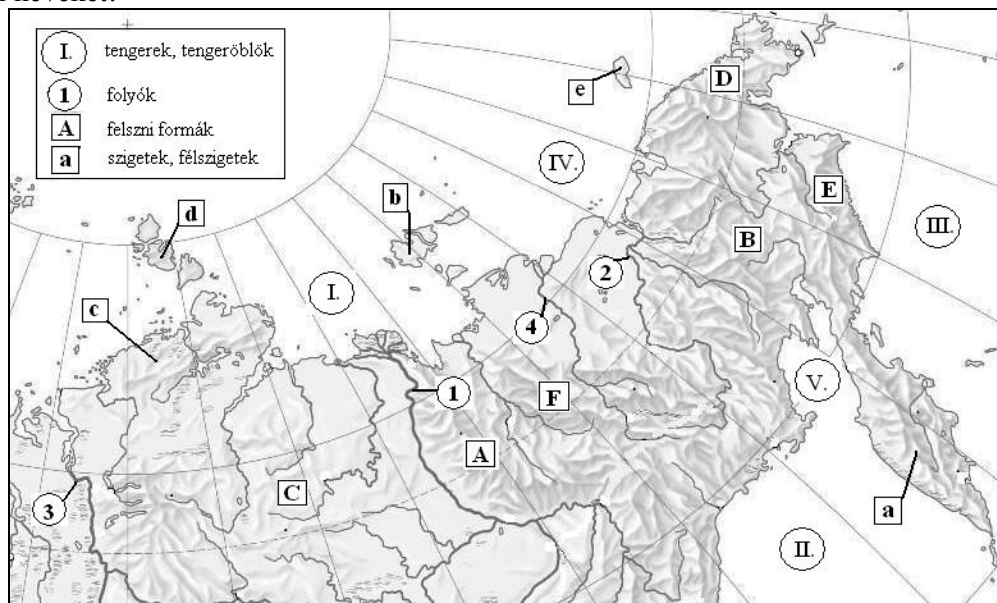 I. tengerek, tengeröblök
1 folyók
A felszni formák
a szigetek, félszigetek
e
D
IV.
E
III.
B
b
d
I.
2
c
4
V.
1
F
A
C
a
3
II.